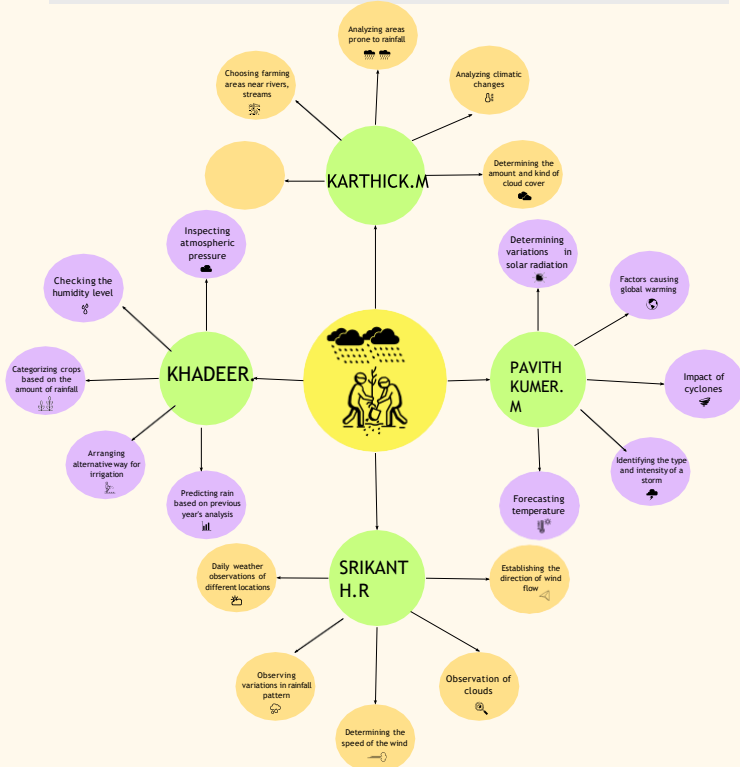 Analyzing areas
prone to rainfall
Choosing farming
areas near rivers,
streams
Analyzing climatic
changes
KARTHICK.M
Determining the
amount and kind of
cloud cover
Inspecting
atmospheric
pressure
Checking the
humidity level
KHADEER.
Categorizing crops
based on the
amount of rainfall
Arranging
alternative way for
irrigation
Predicting rain
based on previous
year's analysis
Determining
variations in
solar radiation
Factors causing
global warming
PAVITH
KUMER.
M
Impact of
cyclones
Identifying the type
and intensity of a
storm
Forecasting
temperature
SRIKANT
H.R
Daily weather
observations of
different locations
Establishing the
direction of wind
flow
Observing
variations in rainfall
pattern
Observation of
clouds
Determining the
speed of the wind